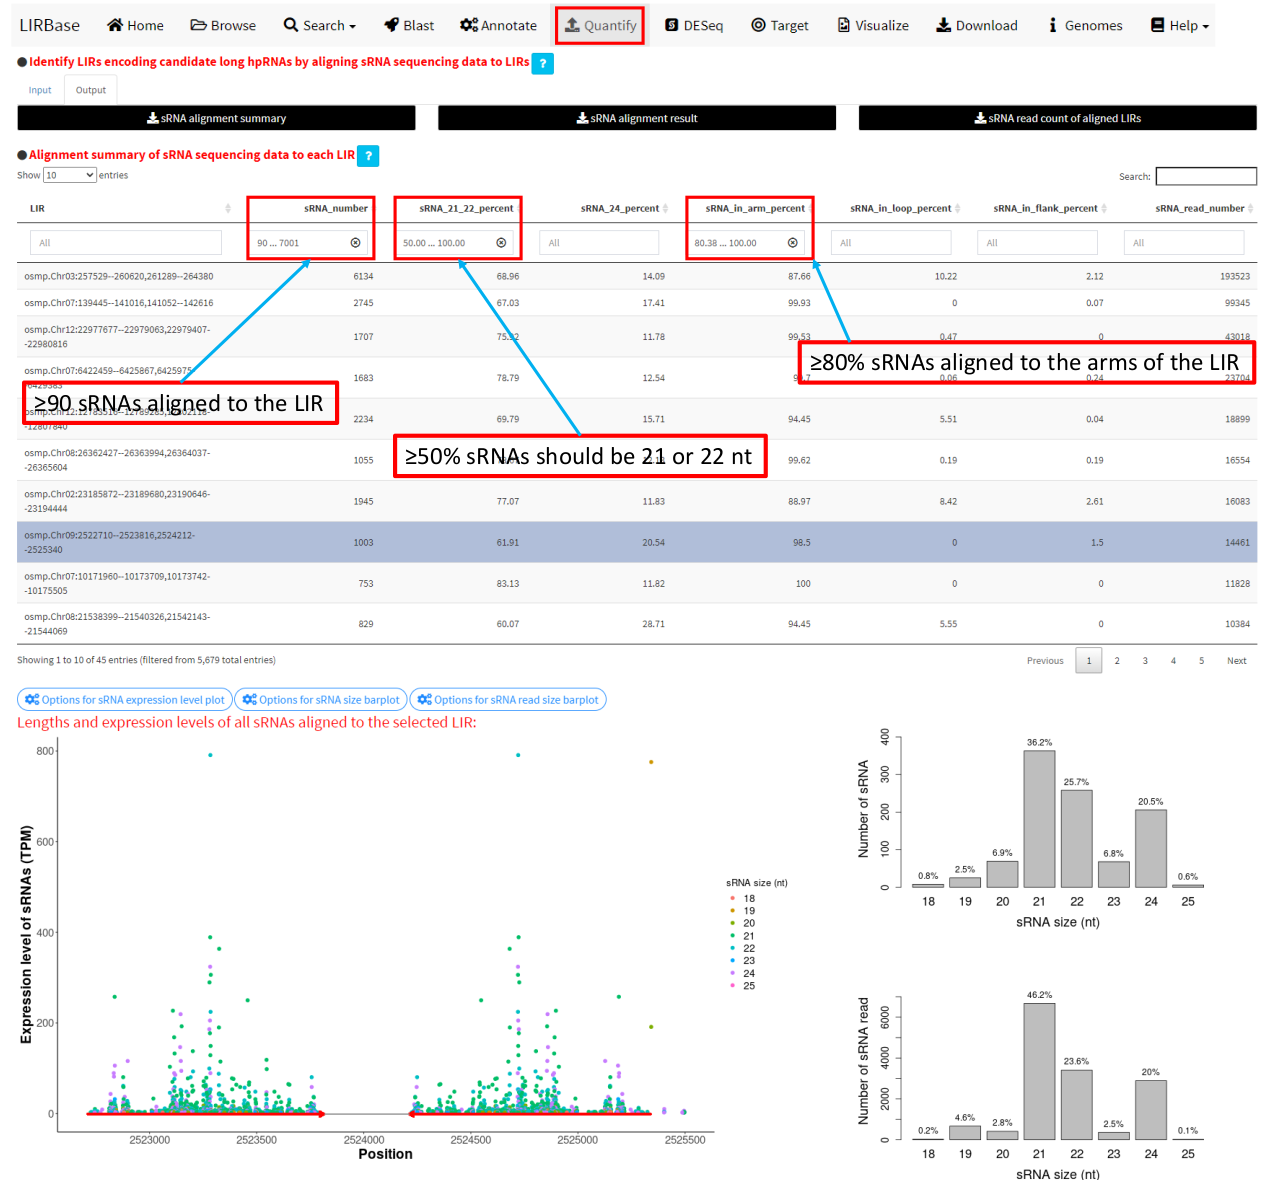 LIRBase Home Browse Search Blast Annotate Quantify DESeq Target Visualize Download Genomes Help
Identify LIRs encoding candidate long hpRNAs by aligning sRNA sequencing data to LIRs ?
Input Output
sRNA alignment summary sRNA alignment result sRNA read count of aligned LIRs
Alignment summary of sRNA sequencing data to each LIR ?
Show 10 entries Search:
LIR sRNA_number sRNA_21_22_percent sRNA_24_percent sRNA_in_arm_percent sRNA_in_loop_percent sRNA_in_flank_percent sRNA_read_number
All 90 ... 7001 50.00 ... 100.00 All 80.38 ... 100.00 All All All
osmp.Chr03:257529--260620,261289--264380 6134 68.96 14.09 87.66 10.22 2.12 193523
osmp.Chr07:139445--141016,141052--142616 2745 67.03 17.41 99.93 0 0.07 99345
osmp.Chr12:22977677--22979063,22979407-
-22980816 1707 11.78 99.53 0.47 0 43018
≥80% sRNAs aligned to the arms of the LIR
osmp.Chr07:6422459--6425867,642597
1683 78.79 12.54 23704
≥90 sRNAs aligned to the LIR
-12807840 2234 69.79 15.71 94.45 5.51 0.04 18899
≥50% sRNAs should be 21 or 22 nt
osmp.Chr08:26362427--26363994,26364037-
-26365604 1055 99.62 0.19 0.19 16554
osmp.Chr02:23185872--23189680,23190646-
-23194444 1945 77.07 11.83 88.97 8.42 2.61 16083
osmp.Chr09:2522710--2523816,2524212-
-2525340 1003 61.91 20.54 98.5 0 1.5 14461
osmp.Chr07:10171960--10173709,10173742-
-10175505 753 83.13 11.82 100 0 0 11828
osmp.Chr08:21538399--21540326,21542143-
-21544069 829 60.07 28.71 94.45 5.55 0 10384
Showing 1 to 10 of 45 entries (filtered from 5,679 total entries) Previous 1 2 3 4 5 Next
Options for sRNA expression level plot Options for sRNA size barplot Options for sRNA read size barplot
Lengths and expression levels of all sRNAs aligned to the selected LIR:
Expression level of sRNAs (TPM)
800
600
400
200
0
2523000 2523500 2524000 2524500 2525000 2525500
Position
sRNA size (nt)
18
19
20
21
22
23
24
25
Number of sRNA
400
300
200
100
0
0.8% 2.5% 6.9% 36.2% 25.7% 6.8% 20.5% 0.6%
18 19 20 21 22 23 24 25
sRNA size (nt)
Number of sRNA read
6000
4000
2000
0
0.2% 4.6% 2.8% 46.2% 23.6% 2.5% 20% 0.1%
18 19 20 21 22 23 24 25
sRNA size (nt)